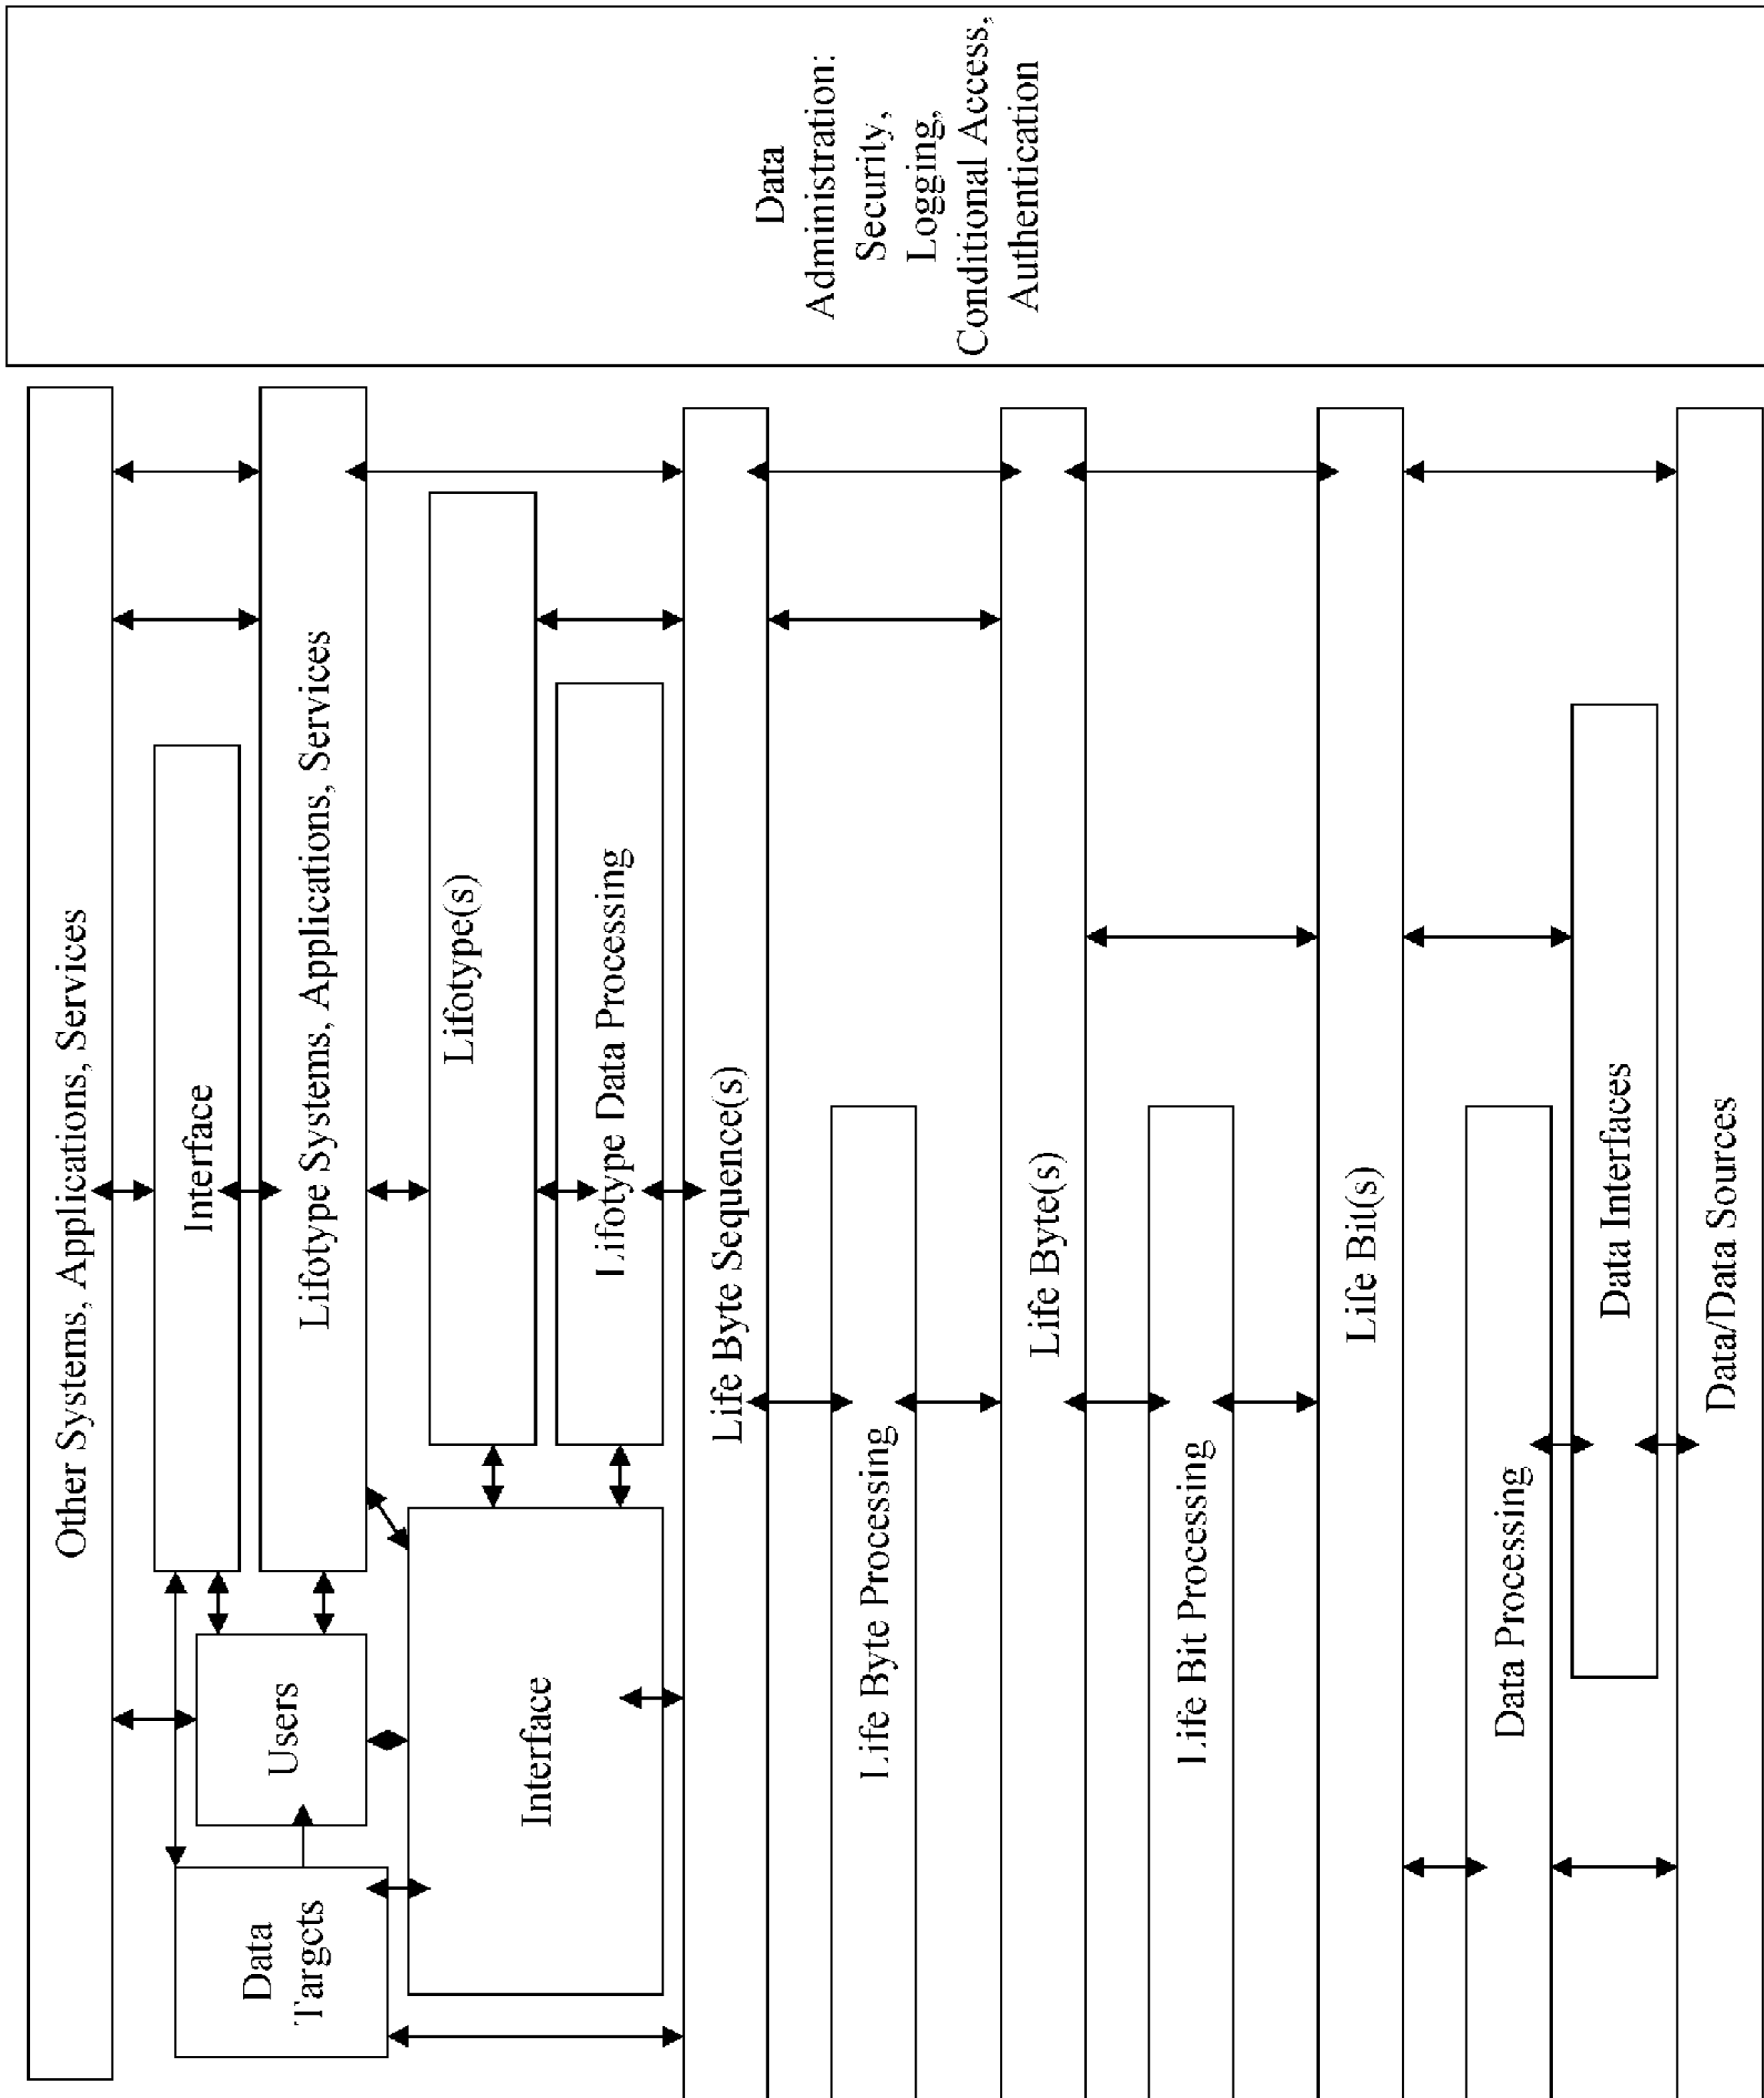 Other Systems, Applications, Services
Interface
Data
Targets
Users
Lifotype Systems, Applications, Services
Interface
Lifotype(s)
Lifotype Data Processing
Life Byte Sequence(s)
Life Byte Processing
Life Byte(s)
Life Bit Processing
Life Bit(s)
Data Processing
Data Interfaces
Data/Data Sources
Data
Administration:
Security,
Logging,
Conditional Access,
Authentication